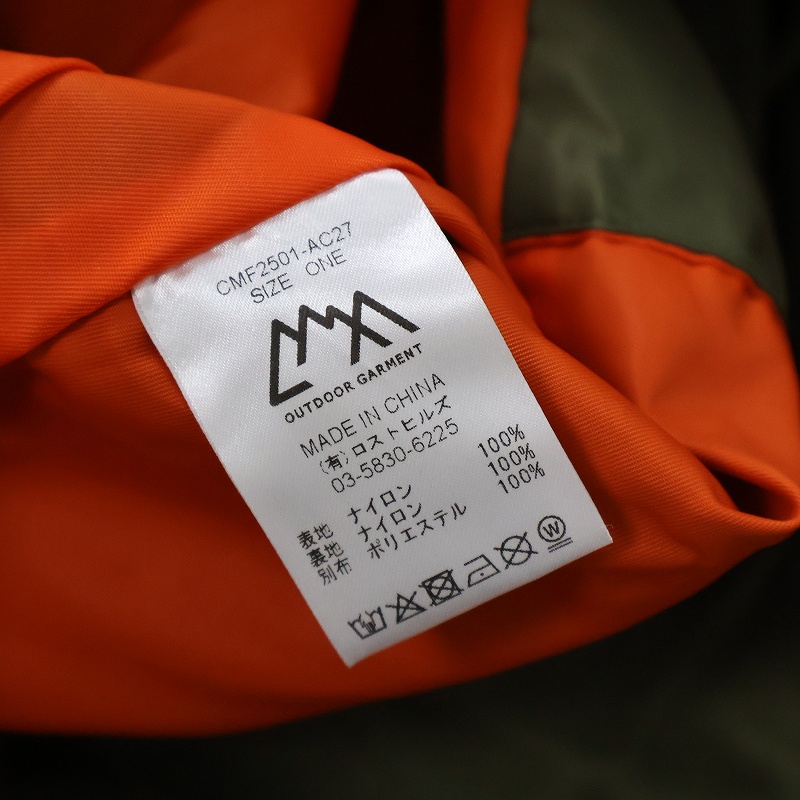 CMF2501-AC27
SIZE ONE
OUTDOOR GARMENT
MADE IN CHINA
(有)ロストヒルズ
03-5830-6225
表地 ナイロン 100%
裏地 ナイロン 100%
別布 ポリエステル 100%
W